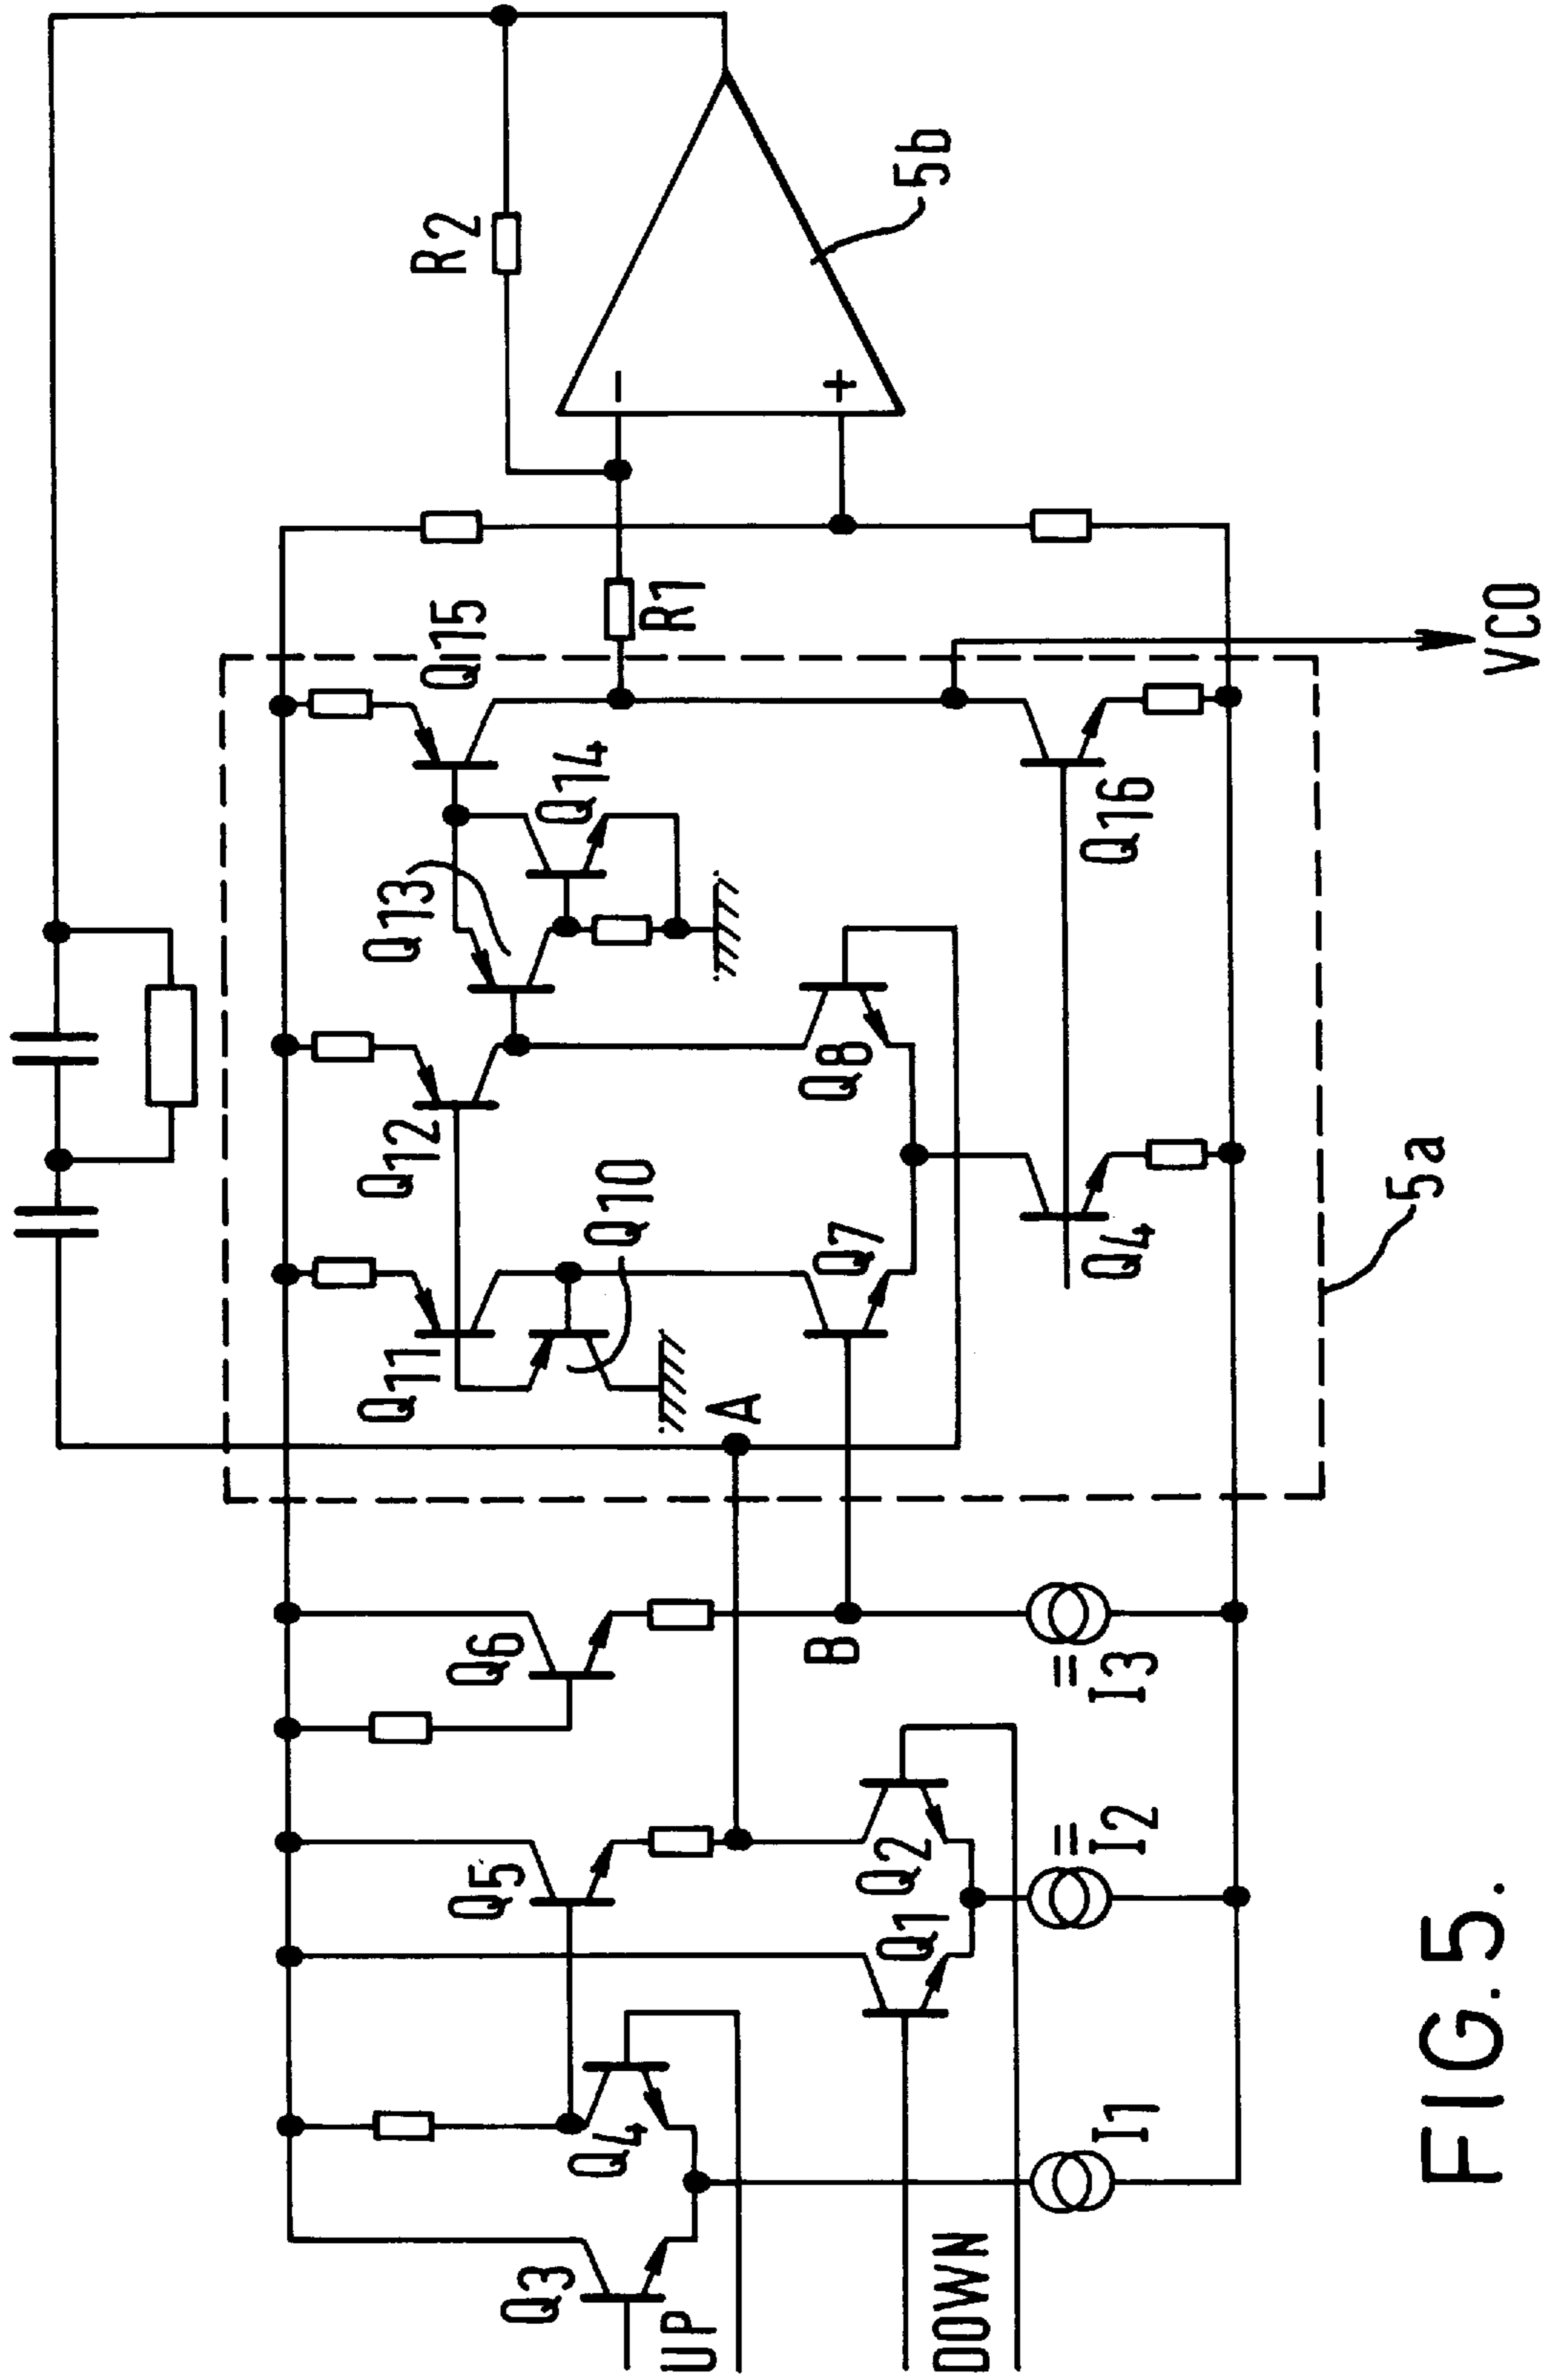 R2
5b
-
+
R1
Q15
Q14
Q13
Q12
Q11
Q10
Q8
Q7
Q16
Q4
VCO
5a
A
B
Q6
=
I3
Q5
Q2
Q1
=
I2
Q4
Q3
I1
UP
DOWN
FIG.5.